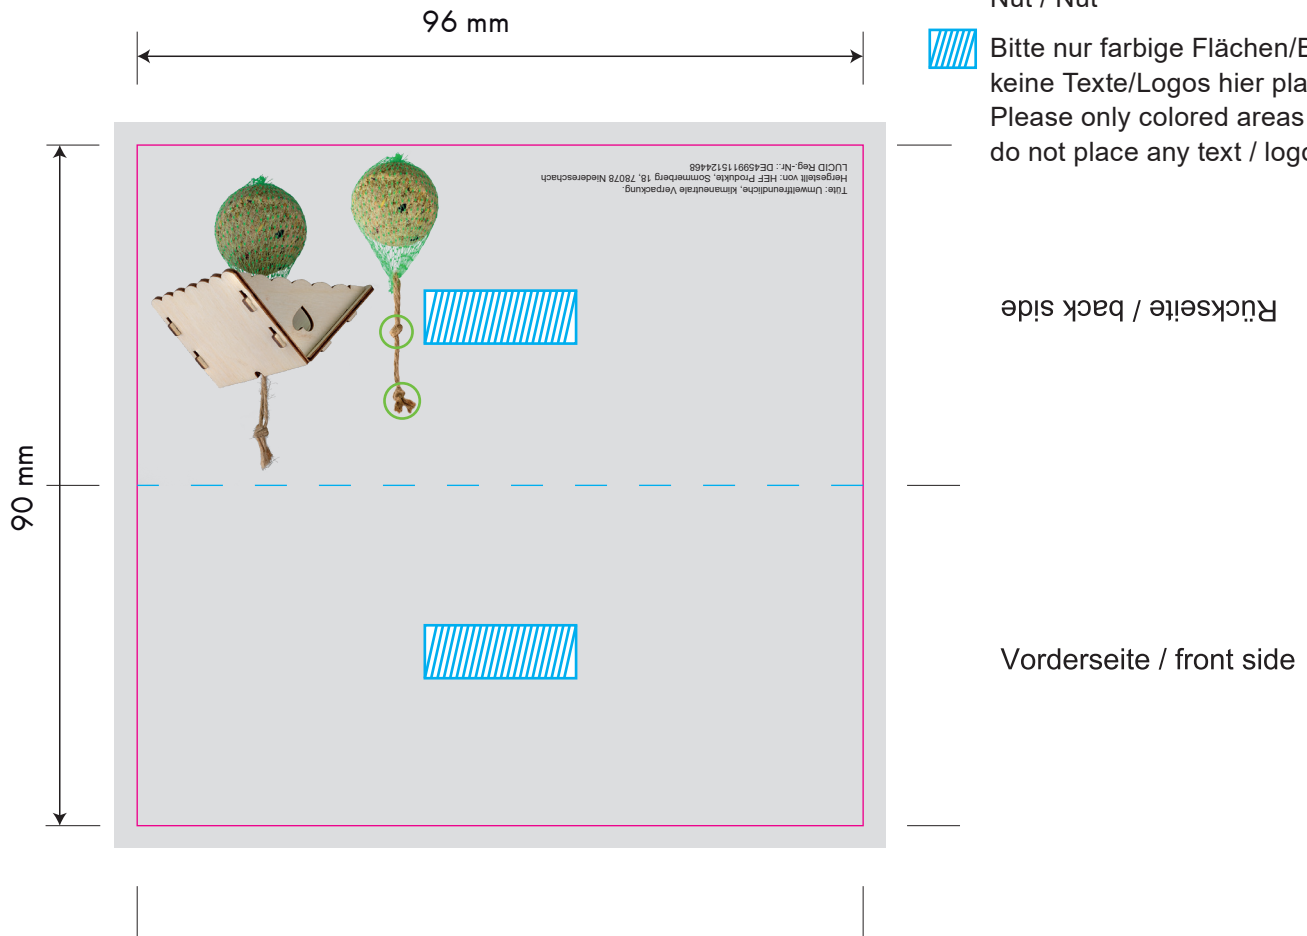 96 mm
Nut / Nut
Bitte nur farbige Flächen/
keine Texte/Logos hier
Please only colored areas
do not place any text /
Tüte: Umweltfreundliche, klimaneutrale Verpackung.
Hergestellt von: HEF Produkte, Sommerberg 18, 78078 Niedereschach
LUCID Reg.-Nr.: DE4599115124468
Rückseite / back side
90 mm
Vorderseite / front side